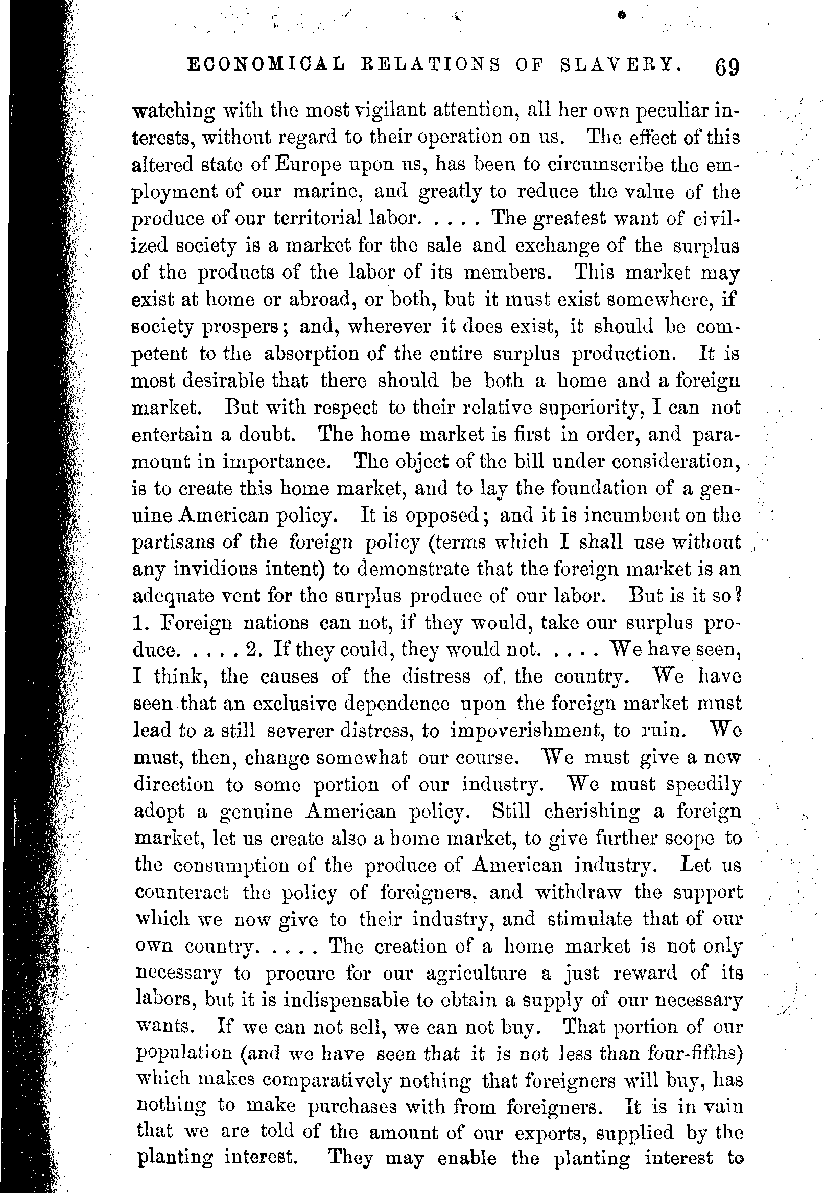 ECONOMICAL RELATIONS OF SLAVERY. 69
watching with the most vigilant attention, all her own peculiar in-
terests, without regard to their operation on us. The effect of this
altered state of Europe upon us, has been to circumscribe the em-
ployment of our marine, and greatly to reduce the value of the
produce of our territorial labor. . . . . The greatest want of civil-
ized society is a market for the sale and exchange of the surplus
of the products of the labor of its members. This market may
exist at home or abroad, or both, but it must exist somewhere, if
society prospers; and, wherever it does exist, it should be com-
petent to the absorption of the entire surplus production. It is
most desirable that there should be both a home and a foreign
market. But with respect to their relative superiority, I can not
entertain a doubt. The home market is first in order, and para-
mount in importance. The object of the bill under consideration,
is to create this home market, and to lay the foundation of a gen-
uine American policy. It is opposed; and it is incumbent on the
partisans of the foreign policy (terms which I shall use without
any invidious intent) to demonstrate that the foreign market is an
adequate vent for the surplus produce of our labor. But is it so?
1. Foreign nations can not, if they would, take our surplus pro-
duce. . . . . 2. If they could, they would not. . . . . We have seen,
I think, the causes of the distress of the country. We have
seen that an exclusive dependence upon the foreign market must
lead to a still severer distress, to impoverishment, to ruin. We
must, then, change somewhat our course. We must give a new
direction to some portion of our industry. We must speedily
adopt a genuine American policy. Still cherishing a foreign
market, let us create also a home market, to give further scope to
the consumption of the produce of American industry. Let us
counteract the policy of foreigners, and withdraw the support
which we now give to their industry, and stimulate that of our
own country. . . . . The creation of a home market is not only
necessary to procure for our agriculture a just reward of its
labors, but it is indispensable to obtain a supply of our necessary
wants. If we can not sell, we can not buy. That portion of our
population (and we have seen that it is not less than four-fifths)
which makes comparatively nothing that foreigners will buy, has
nothing to make purchases with from foreigners. It is in vain
that we are told of the amount of our exports, supplied by the
planting interest. They may enable the planting interest to